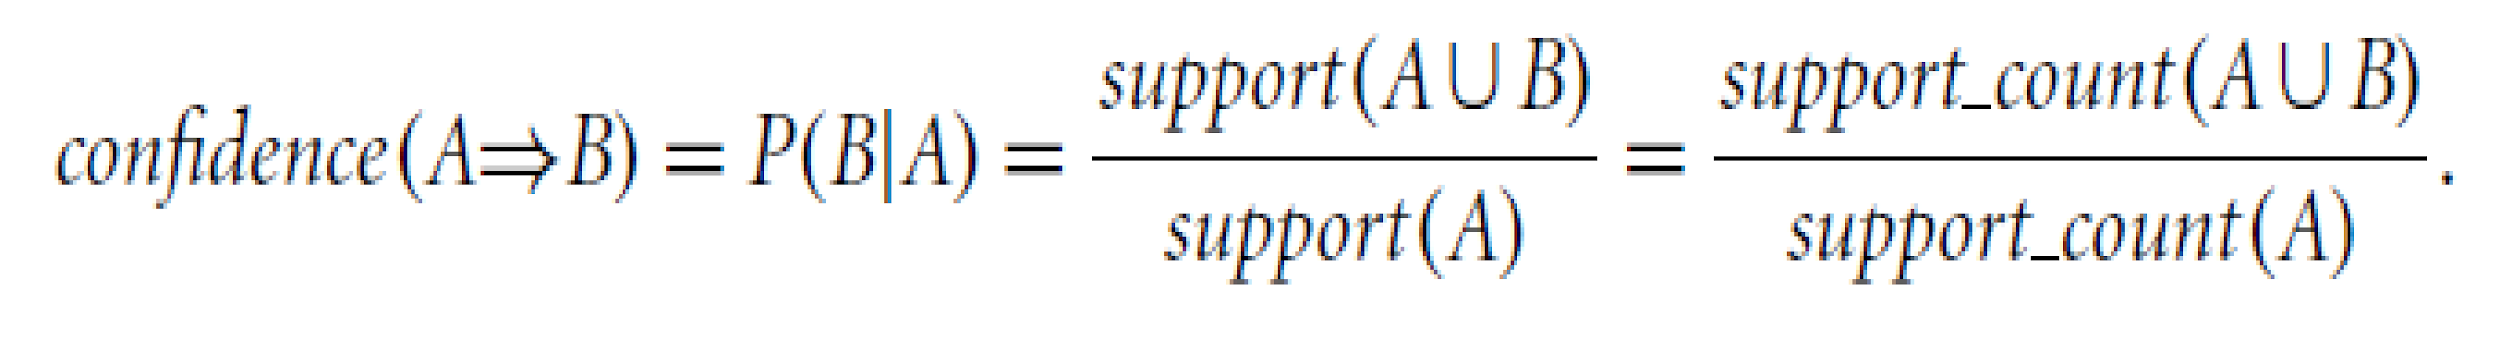 confidence(A⇒B) = P(B|A) = support(A∪B) / support(A) = support_count(A∪B) / support_count(A).